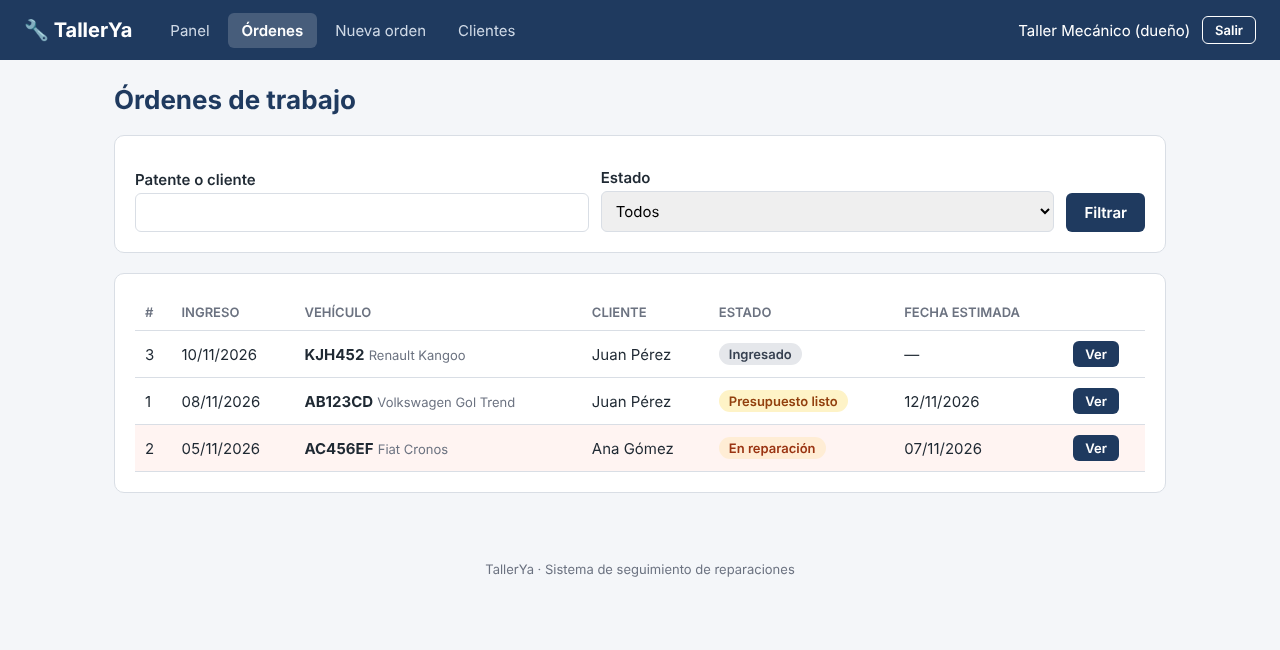 🔧 TallerYa Panel Órdenes Nueva orden Clientes Taller Mecánico (dueño) Salir
Órdenes de trabajo
Patente o cliente Estado
Todos Filtrar
# INGRESO VEHÍCULO CLIENTE ESTADO FECHA ESTIMADA
3 10/11/2026 KJH452 Renault Kangoo Juan Pérez Ingresado — Ver
1 08/11/2026 AB123CD Volkswagen Gol Trend Juan Pérez Presupuesto listo 12/11/2026 Ver
2 05/11/2026 AC456EF Fiat Cronos Ana Gómez En reparación 07/11/2026 Ver
TallerYa · Sistema de seguimiento de reparaciones